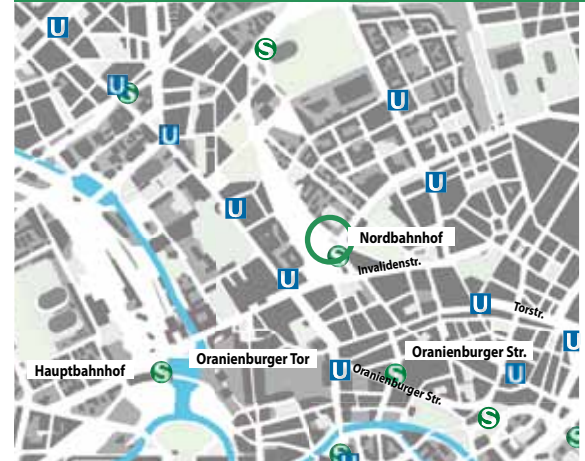 U
S
U
U
S
U
U
U
Nordbahnhof
S
Invalidenstr.
U
U
Torstr.
U
Oranienburger Str.
Oranienburger Tor
Hauptbahnhof
S
U
Oranienburger Str.
S
U
S
S
S
U